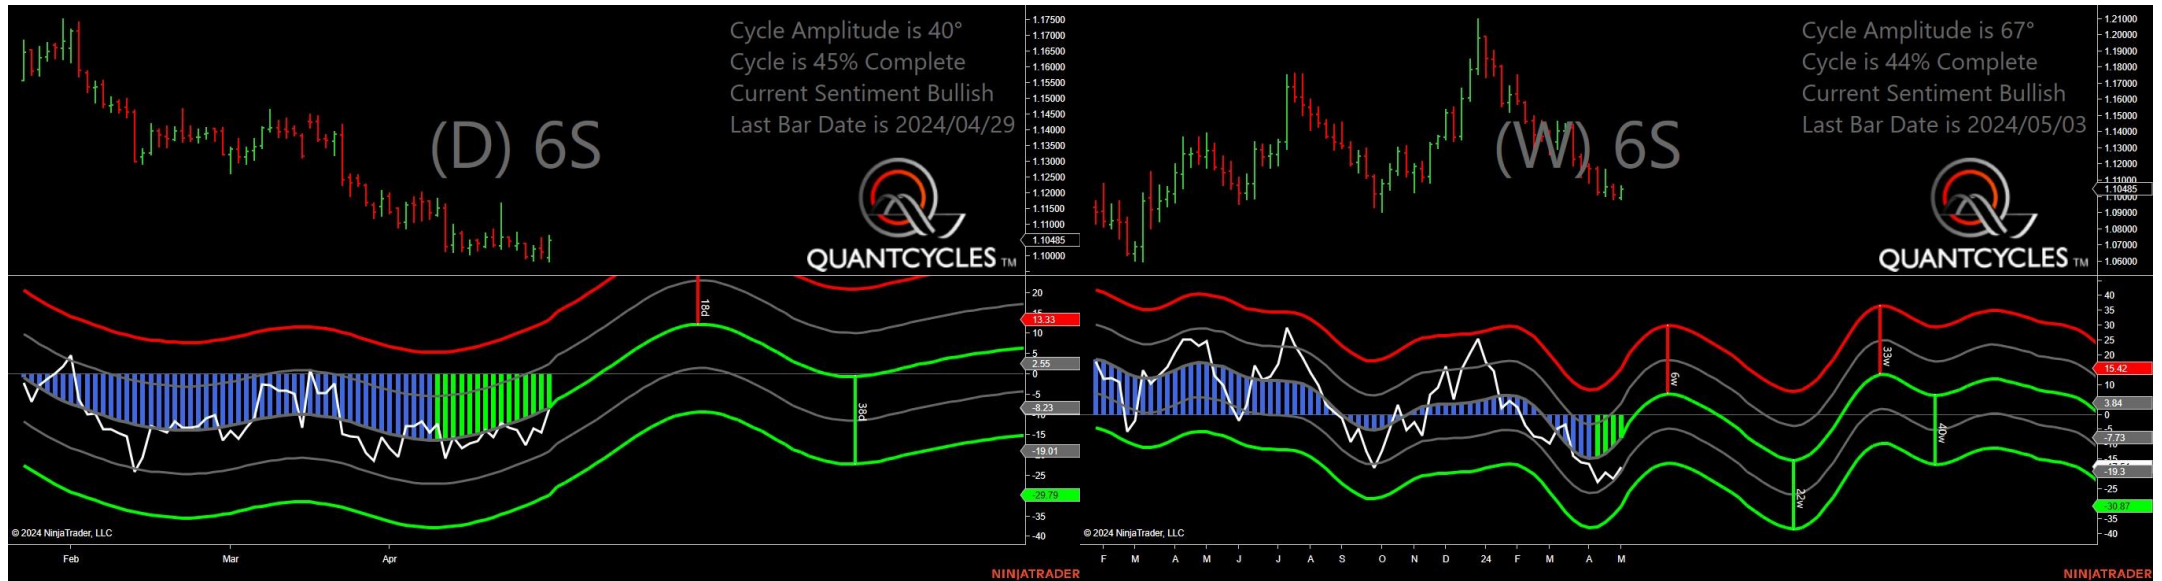 Cycle Amplitude is 40°
Cycle is 45% Complete
Current Sentiment Bullish
Last Bar Date is 2024/04/29
(D) 6S
QUANTCYCLES TM
1.17500
1.17000
1.16500
1.16000
1.15500
1.15000
1.14500
1.14000
1.13500
1.13000
1.12500
1.12000
1.11500
1.11000
1.10485
1.10000
18d
38d
20
13.33
10
5
2.55
0
-5
-8.23
-15
-19.01
-25
-29.79
-35
-40
© 2024 NinjaTrader, LLC
Feb Mar Apr
NINJATRADER
Cycle Amplitude is 67°
Cycle is 44% Complete
Current Sentiment Bullish
Last Bar Date is 2024/05/03
(W) 6S
QUANTCYCLES TM
1.21000
1.20000
1.19000
1.18000
1.17000
1.16000
1.15000
1.14000
1.13000
1.12000
1.11000
1.10485
1.10000
1.09000
1.08000
1.07000
1.06000
6w
22w
33w
40w
40
35
30
25
20
15.42
10
3.84
0
-5
-7.73
-15
-19.3
-25
-30.87
-35
-40
© 2024 NinjaTrader, LLC
F M A M J J A S O N D 24 F M A M
NINJATRADER